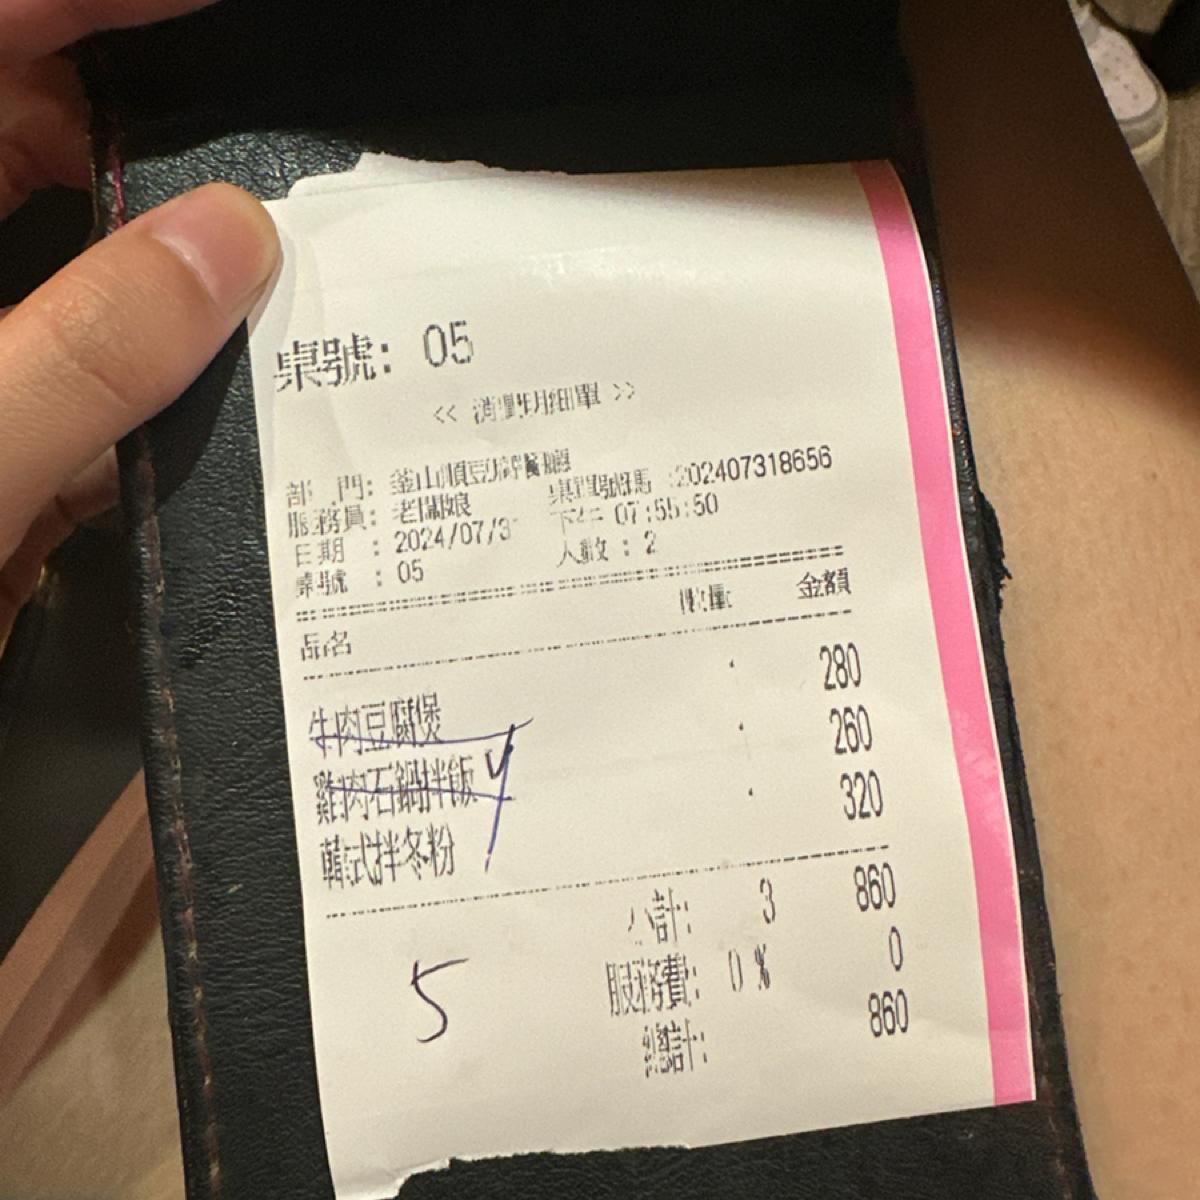 桌號: 05
<< 消費明細單 >>
部　門: 釜山順豆腐餐廳　桌單號碼 :202407318656
服務員: 老闆娘　下午 07:55:50
日期 : 2024/07/3　人數 : 2
桌號 : 05
品名　數量　金額
牛肉豆腐煲　280
雞肉石鍋拌飯　260
韓式拌冬粉　320
小計: 3　860
服務費: 0 %　0
總計: 860
5